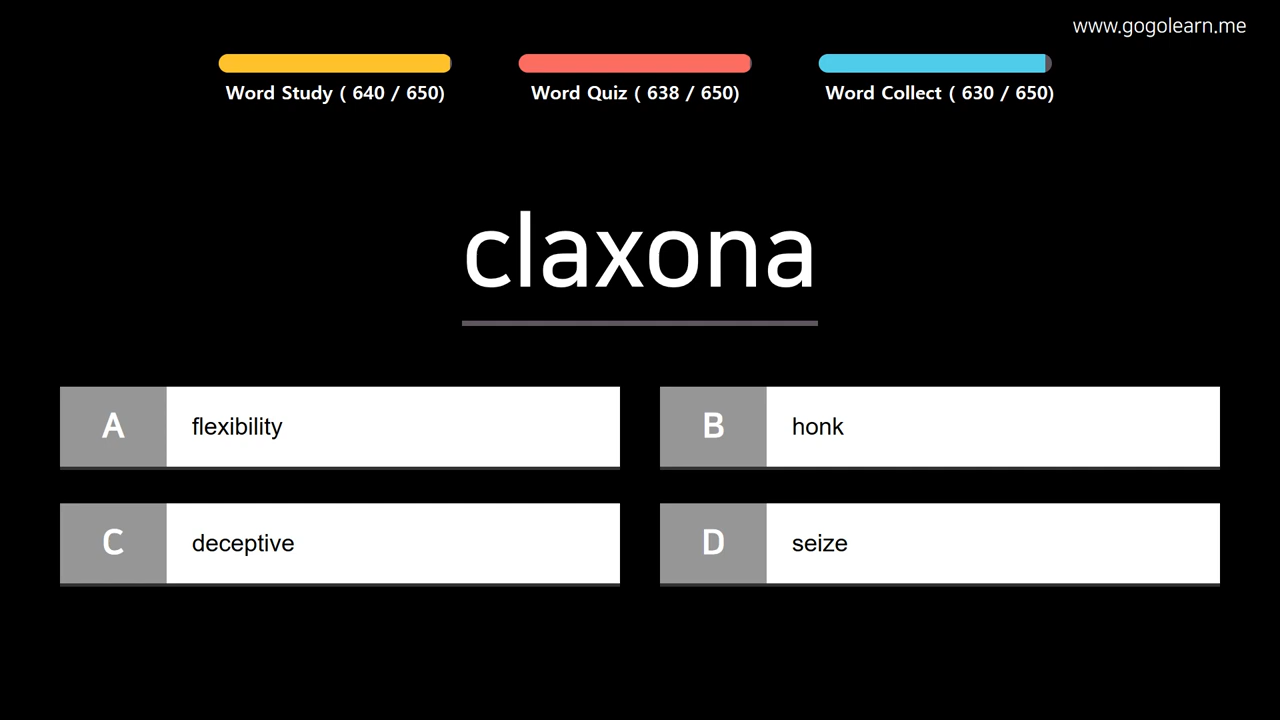 www.gogolearn.me
Word Study ( 640 / 650)
Word Quiz ( 638 / 650)
Word Collect ( 630 / 650)
claxona
A flexibility
B honk
C deceptive
D seize